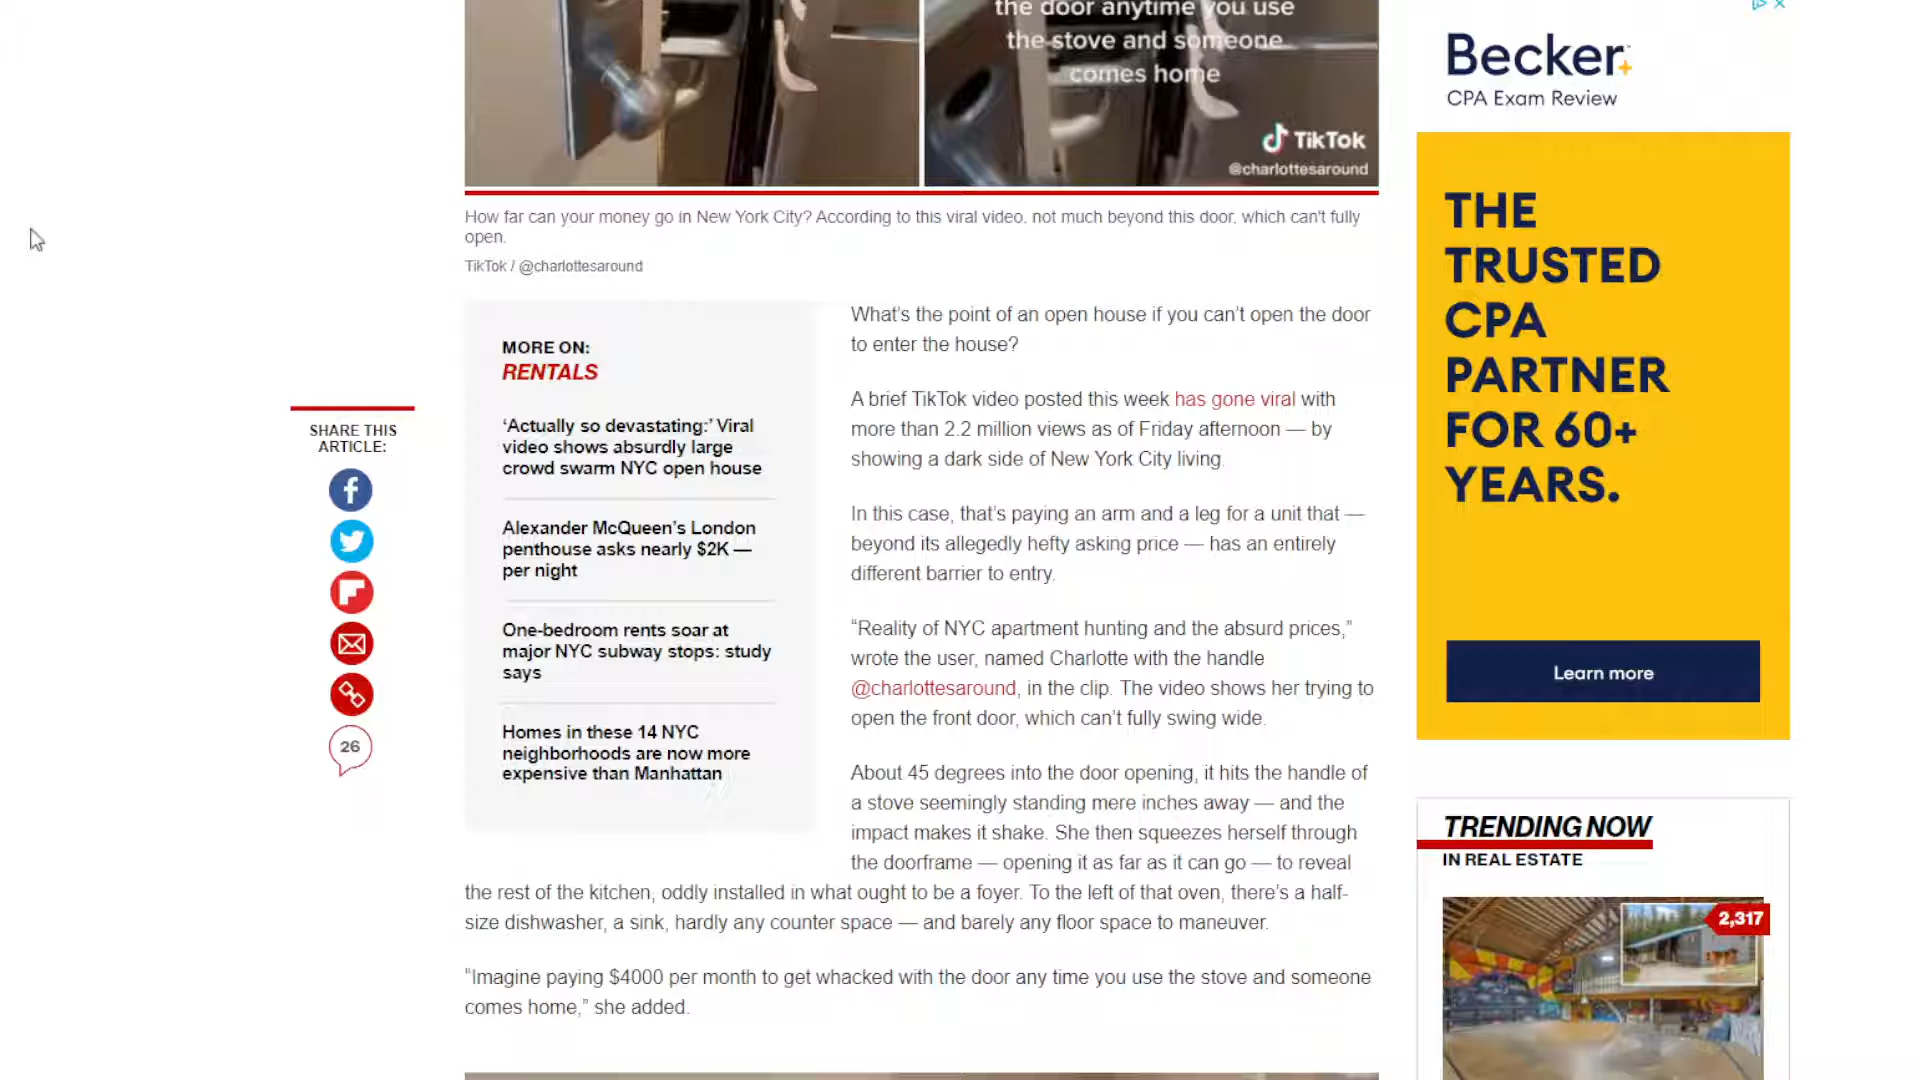 the door anytime you use
the stove and someone
comes home
TikTok
@charlottesaround
How far can your money go in New York City? According to this viral video, not much beyond this door, which can't fully
open.
TikTok / @charlottesaround
MORE ON:
RENTALS
‘Actually so devastating:’ Viral
video shows absurdly large
crowd swarm NYC open house
Alexander McQueen’s London
penthouse asks nearly $2K —
per night
One-bedroom rents soar at
major NYC subway stops: study
says
Homes in these 14 NYC
neighborhoods are now more
expensive than Manhattan
SHARE THIS
ARTICLE:
26
What’s the point of an open house if you can’t open the door
to enter the house?
A brief TikTok video posted this week has gone viral with
more than 2.2 million views as of Friday afternoon — by
showing a dark side of New York City living.
In this case, that’s paying an arm and a leg for a unit that —
beyond its allegedly hefty asking price — has an entirely
different barrier to entry.
“Reality of NYC apartment hunting and the absurd prices,”
wrote the user, named Charlotte with the handle
@charlottesaround, in the clip. The video shows her trying to
open the front door, which can’t fully swing wide.
About 45 degrees into the door opening, it hits the handle of
a stove seemingly standing mere inches away — and the
impact makes it shake. She then squeezes herself through
the doorframe — opening it as far as it can go — to reveal
the rest of the kitchen, oddly installed in what ought to be a foyer. To the left of that oven, there’s a half-
size dishwasher, a sink, hardly any counter space — and barely any floor space to maneuver.
“Imagine paying $4000 per month to get whacked with the door any time you use the stove and someone
comes home,” she added.
Becker
CPA Exam Review
THE
TRUSTED
CPA
PARTNER
FOR 60+
YEARS.
Learn more
TRENDING NOW
IN REAL ESTATE
2,317